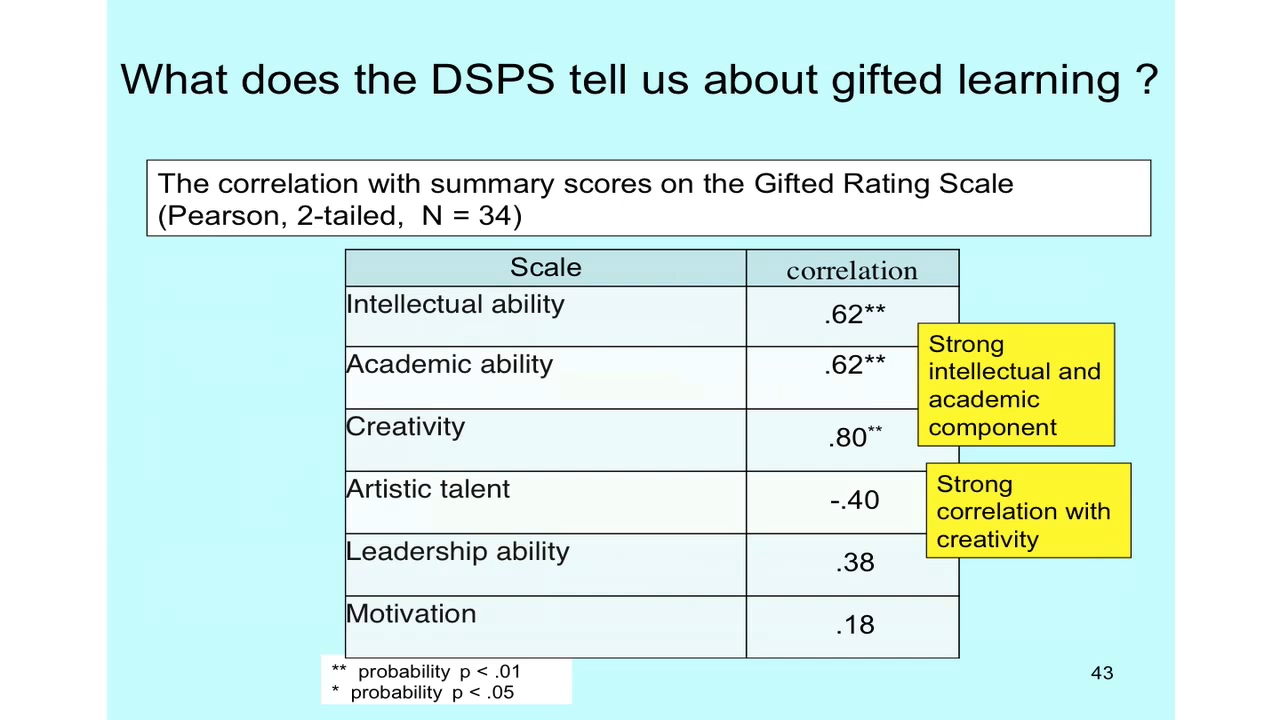 What does the DSPS tell us about gifted learning ?
The correlation with summary scores on the Gifted Rating Scale
(Pearson, 2-tailed, N = 34)
Scale correlation
Intellectual ability .62**
Academic ability .62**
Creativity .80**
Artistic talent -.40
Leadership ability .38
Motivation .18
Strong
intellectual and
academic
component
Strong
correlation with
creativity
** probability p < .01
* probability p < .05
43